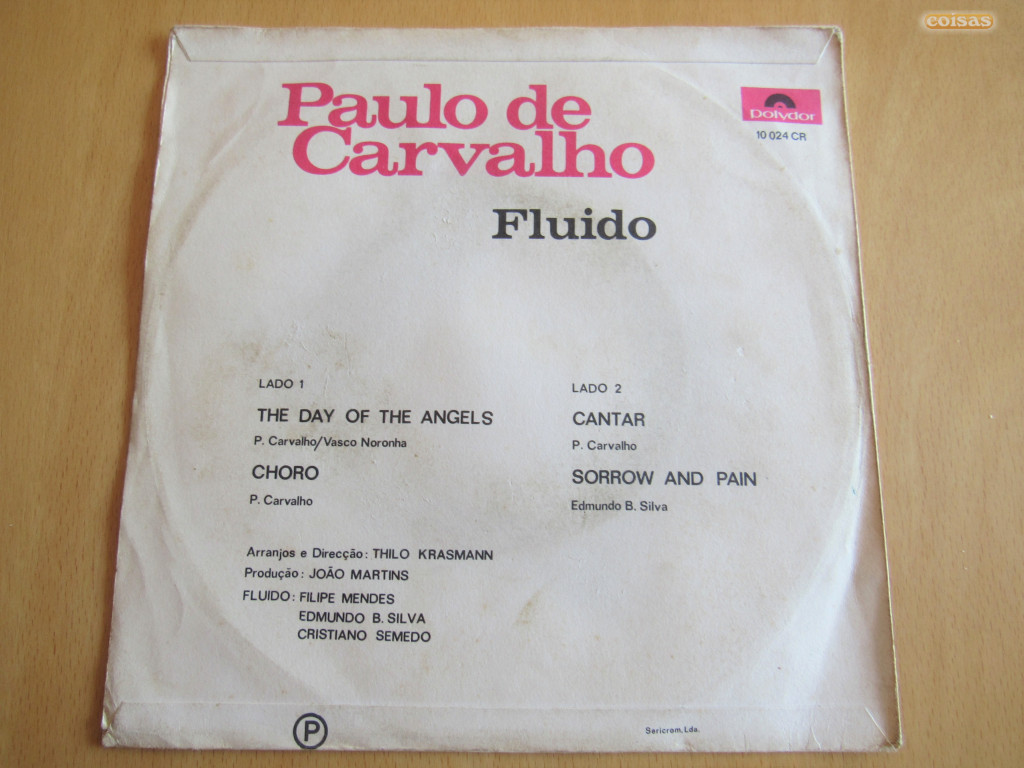 coisas
Paulo de
Carvalho
Fluido
Polydor
10 024 CR
LADO 1
THE DAY OF THE ANGELS
P. Carvalho/Vasco Noronha
CHORO
P. Carvalho
LADO 2
CANTAR
P. Carvalho
SORROW AND PAIN
Edmundo B. Silva
Arranjos e Direcção: THILO KRASMANN
Produção: JOÃO MARTINS
FLUIDO: FILIPE MENDES
EDMUNDO B. SILVA
CRISTIANO SEMEDO
P
Sericrom, Lda.